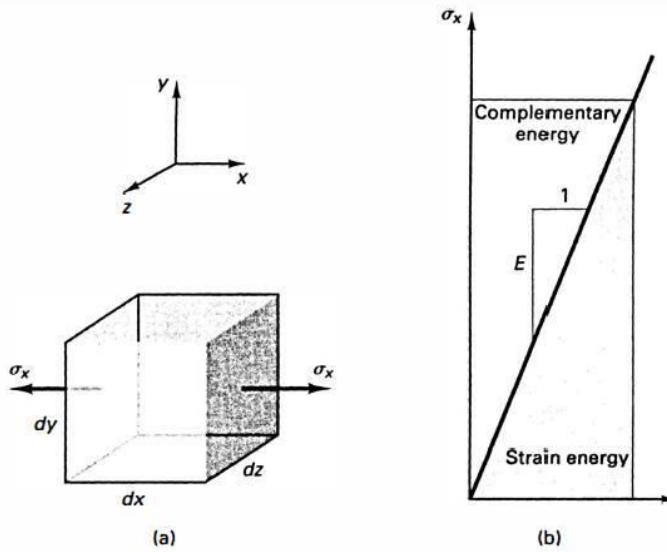 y
x
z
σx
σx
dy
dz
dx
(a)
σx
Complementary
energy
1
E
Strain energy
(b)